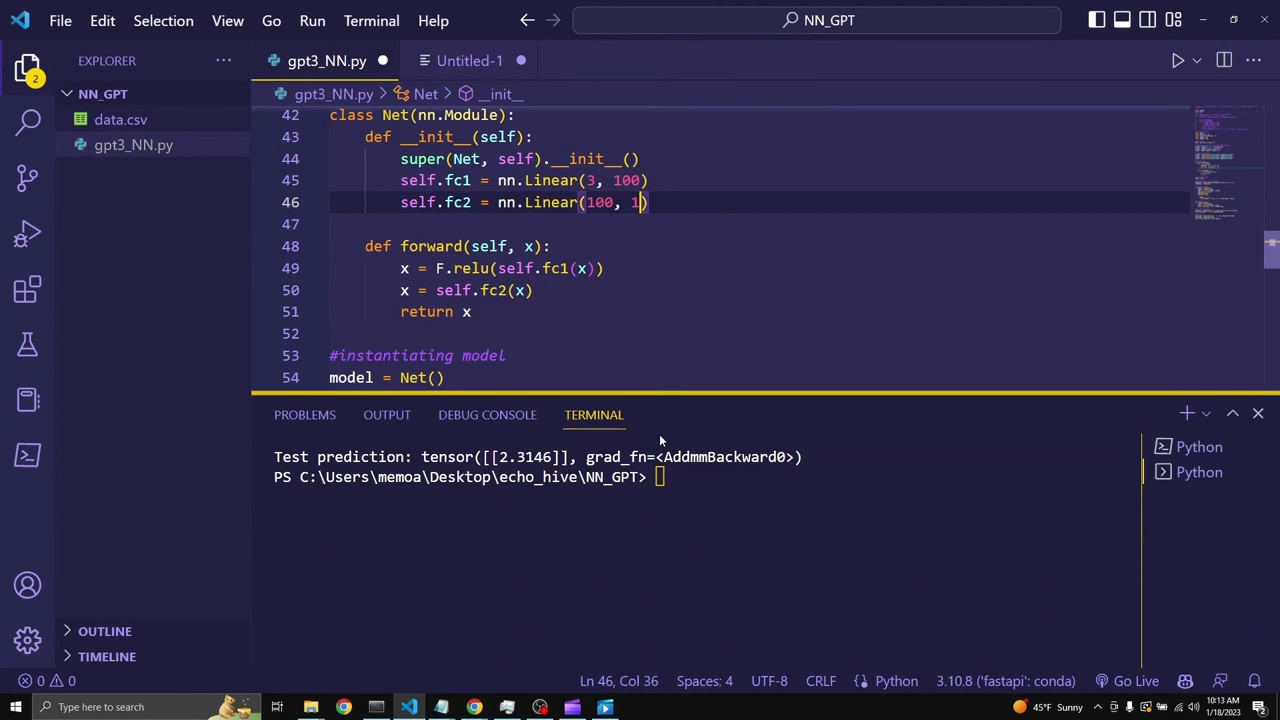 File Edit Selection View Go Run Terminal Help
NN_GPT
EXPLORER
gpt3_NN.py
Untitled-1
NN_GPT
data.csv
gpt3_NN.py
2
gpt3_NN.py > Net > __init__
42 class Net(nn.Module):
43 def __init__(self):
44 super(Net, self).__init__()
45 self.fc1 = nn.Linear(3, 100)
46 self.fc2 = nn.Linear(100, 1)
47
48 def forward(self, x):
49 x = F.relu(self.fc1(x))
50 x = self.fc2(x)
51 return x
52
53 #instantiating model
54 model = Net()
PROBLEMS OUTPUT DEBUG CONSOLE TERMINAL
Test prediction: tensor([[2.3146]], grad_fn=<AddmmBackward0>)
PS C:\Users\memoa\Desktop\echo_hive\NN_GPT>
Python
Python
OUTLINE
TIMELINE
0 0 Ln 46, Col 36 Spaces: 4 UTF-8 CRLF Python 3.10.8 ('fastapi': conda) Go Live
Type here to search
45°F Sunny
10:13 AM
1/18/2023